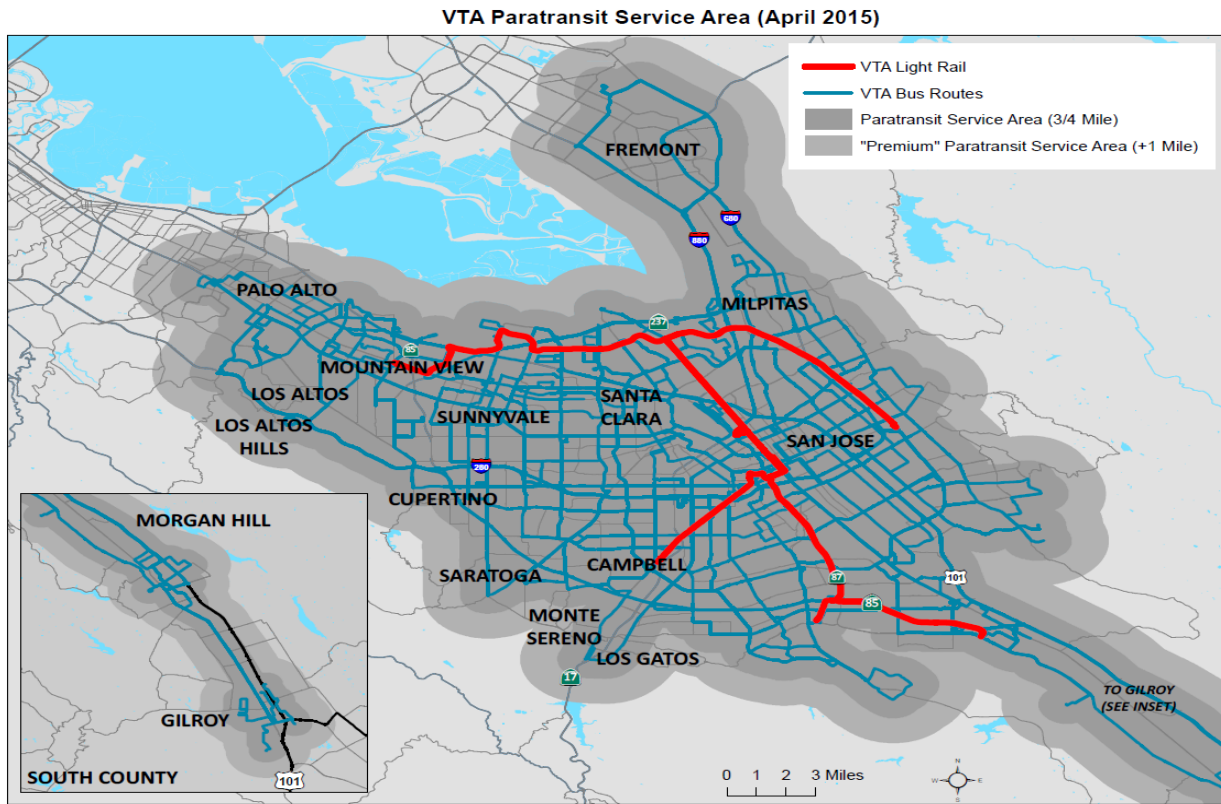 VTA Paratransit Service Area (April 2015)
VTA Light Rail
VTA Bus Routes
Paratransit Service Area (3/4 Mile)
"Premium" Paratransit Service Area (+1 Mile)
FREMONT
680
880
PALO ALTO
MILPITAS
237
85
MOUNTAIN VIEW
LOS ALTOS
SANTA
CLARA
SUNNYVALE
LOS ALTOS
HILLS
SAN JOSE
280
CUPERTINO
MORGAN HILL
CAMPBELL
SARATOGA
87
101
85
MONTE
SERENO
LOS GATOS
17
TO GILROY
(SEE INSET)
GILROY
SOUTH COUNTY
101
0 1 2 3 Miles
N
W E
S